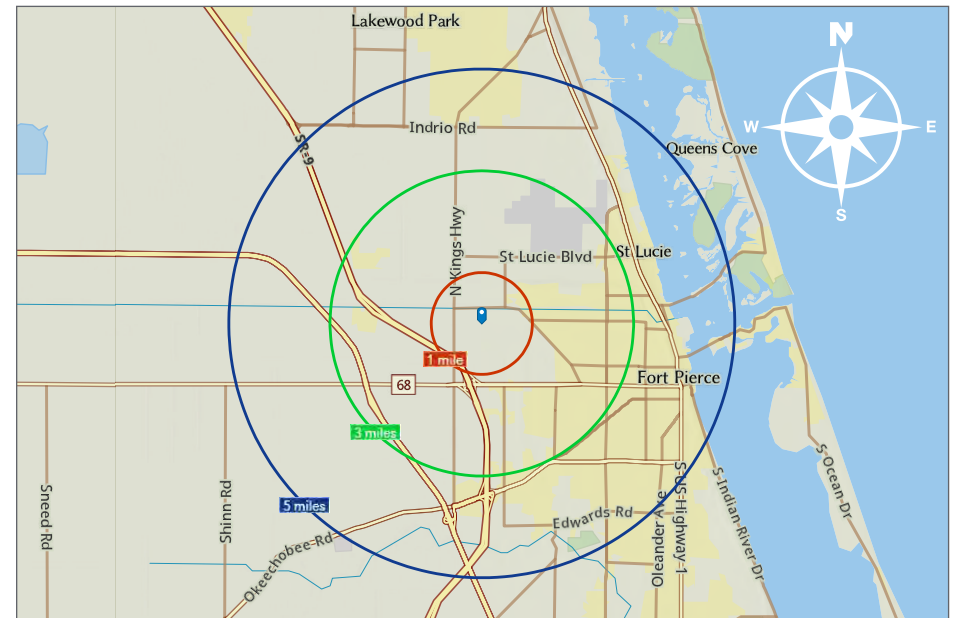 Lakewood Park
N
Indrio Rd
SR-9
Queens Cove
W
E
S
N Kings Hwy
St Lucie Blvd
St Lucie
1 mile
68
Fort Pierce
3 miles
5 miles
Sneed Rd
Shinn Rd
Okeechobee Rd
Edwards Rd
Oleander Ave
S US Highway 1
S Indian River Dr
S Ocean Dr